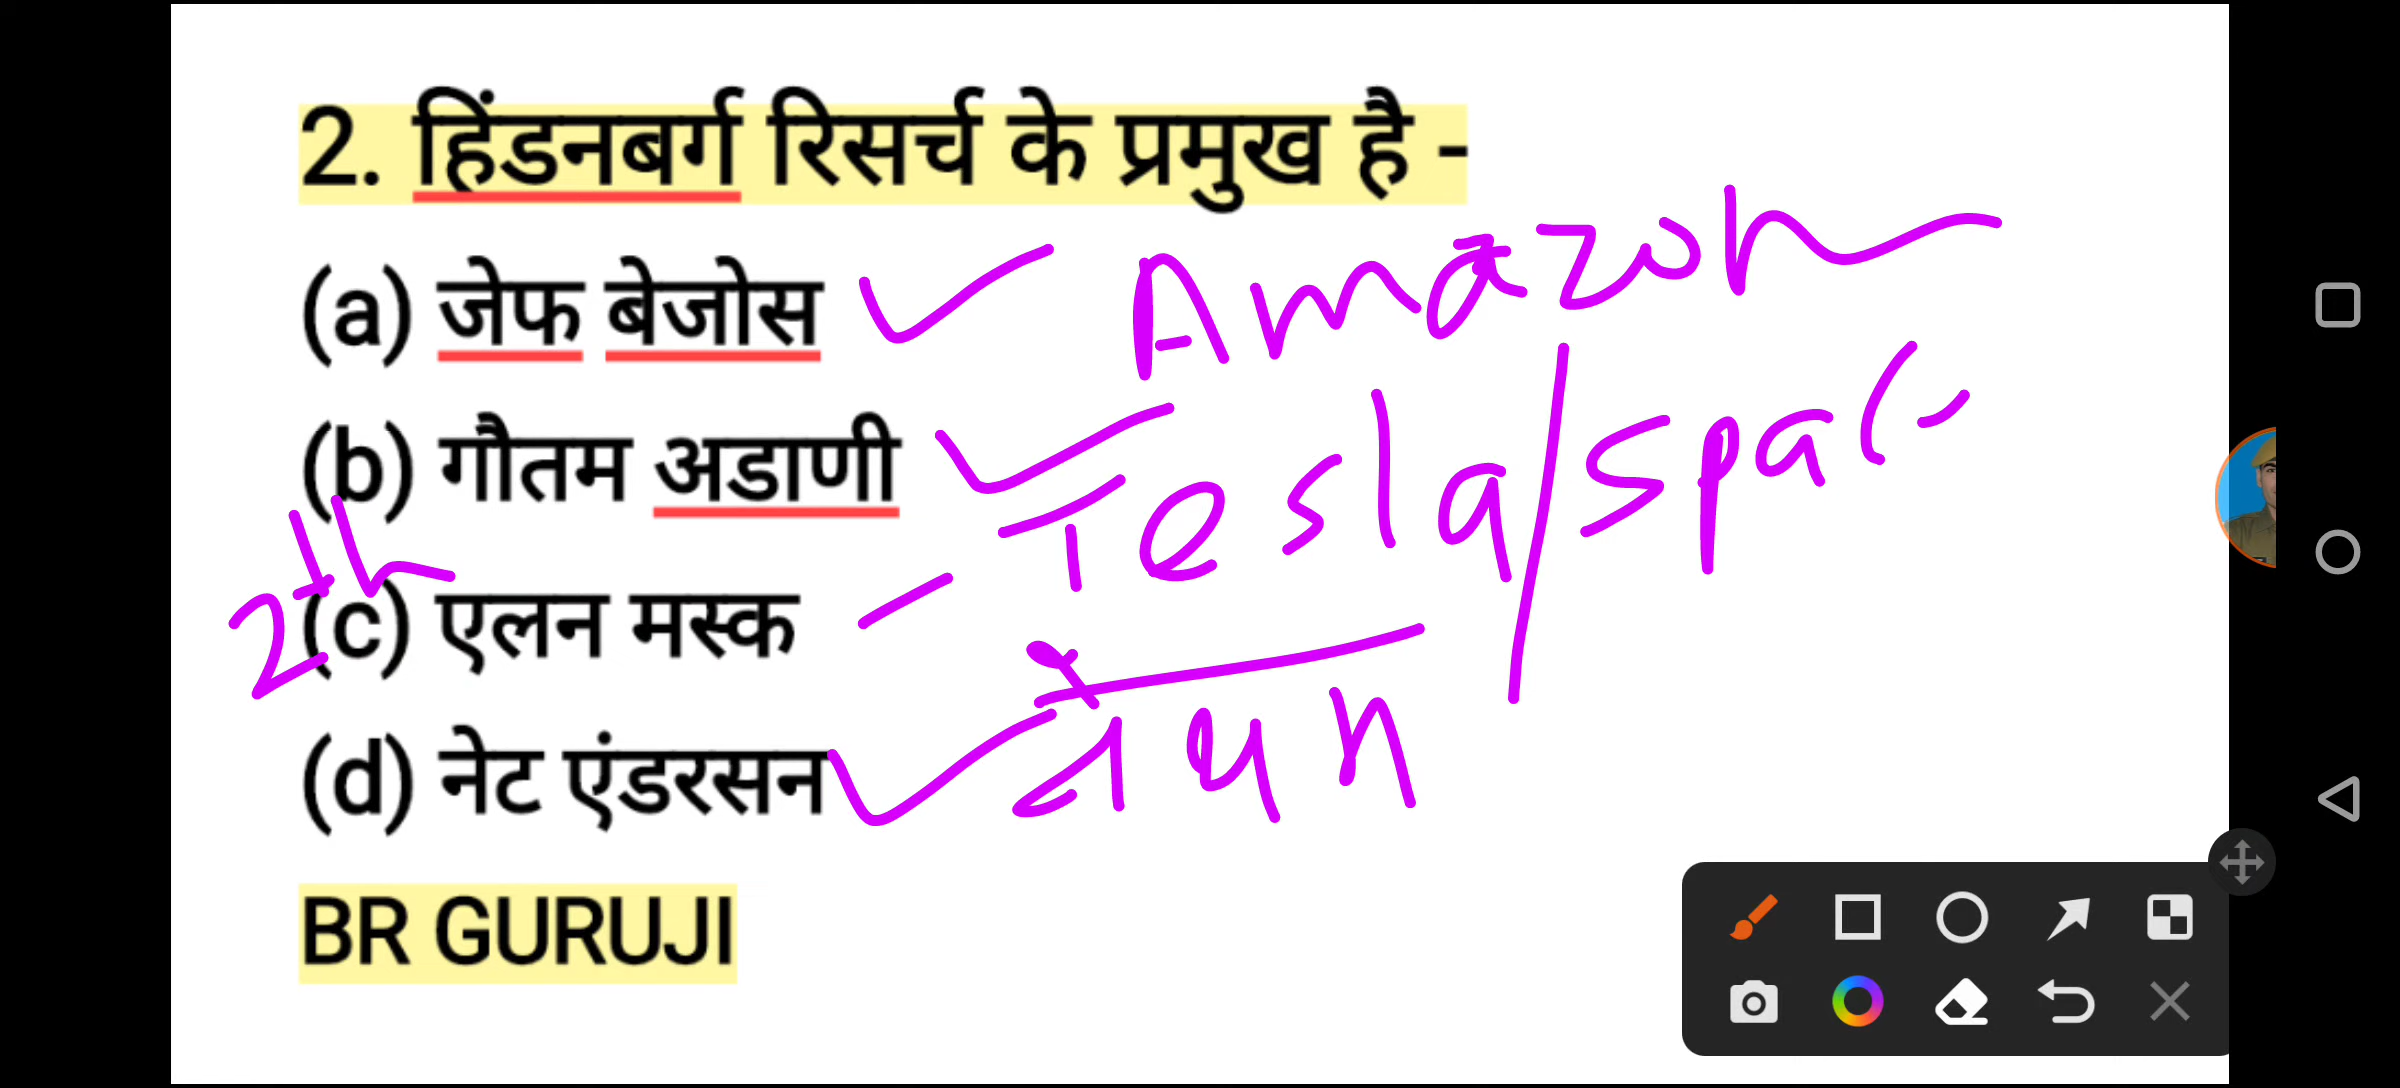 2. हिंडनबर्ग रिसर्च के प्रमुख है -
(a) जेफ बेजोस Amazon
(b) गौतम अडाणी
2th (c) एलन मस्क - Tesla/spac
(d) नेट एंडरसन
BR GURUJI